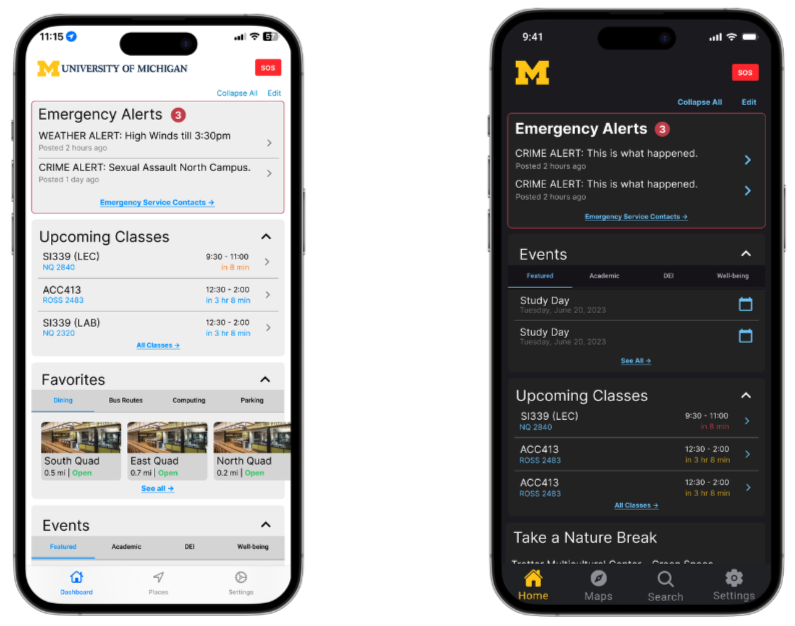 11:15
57
M UNIVERSITY OF MICHIGAN
SOS
Collapse All Edit
Emergency Alerts 3
WEATHER ALERT: High Winds till 3:30pm
Posted 2 hours ago
CRIME ALERT: Sexual Assault North Campus.
Posted 1 day ago
Emergency Service Contacts →
Upcoming Classes
SI339 (LEC) 9:30 - 11:00
NQ 2840 in 8 min
ACC413 12:30 - 2:00
ROSS 2483 in 3 hr 8 min
SI339 (LAB) 12:30 - 2:00
NQ 2320 in 3 hr 8 min
All Classes →
Favorites
Dining Bus Routes Computing Parking
South Quad East Quad North Quad
0.5 mi | Open 0.7 mi | Open 0.2 mi | Open
See all →
Events
Featured Academic DEI Well-being
Dashboard Places Settings
9:41
M
SOS
Collapse All Edit
Emergency Alerts 3
CRIME ALERT: This is what happened.
Posted 2 hours ago
CRIME ALERT: This is what happened.
Posted 2 hours ago
Emergency Service Contacts →
Events
Featured Academic DEI Well-being
Study Day
Tuesday, June 20, 2023
Study Day
Tuesday, June 20, 2023
See All →
Upcoming Classes
SI339 (LEC) 9:30 - 11:00
NQ 2840 in 8 min
ACC413 12:30 - 2:00
ROSS 2483 in 3 hr 8 min
ACC413 12:30 - 2:00
ROSS 2483 in 3 hr 8 min
All Classes →
Take a Nature Break
Trotter Multicultural Center - Green Space
Home Maps Search Settings